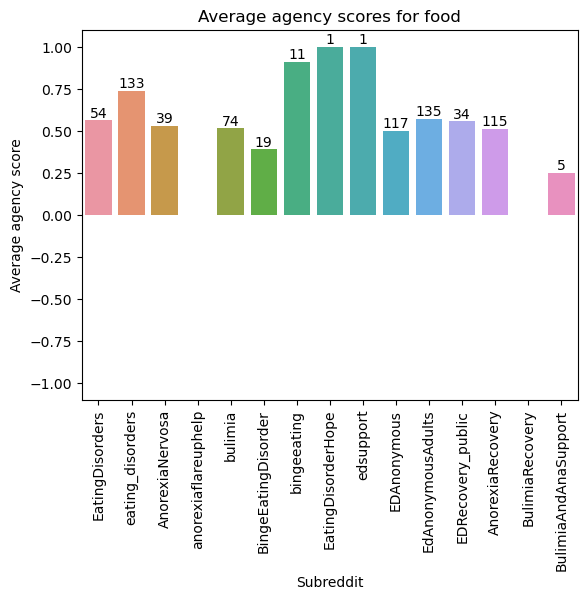 Average agency scores for food
Average agency score
1.00
0.75
0.50
0.25
0.00
−0.25
−0.50
−0.75
−1.00
54
133
39
74
19
11
1
1
117
135
34
115
5
EatingDisorders
eating_disorders
AnorexiaNervosa
anorexiaflareuphelp
bulimia
BingeEatingDisorder
bingeeating
EatingDisorderHope
edsupport
EDAnonymous
EdAnonymousAdults
EDRecovery_public
AnorexiaRecovery
BulimiaRecovery
BulimiaAndAnaSupport
Subreddit